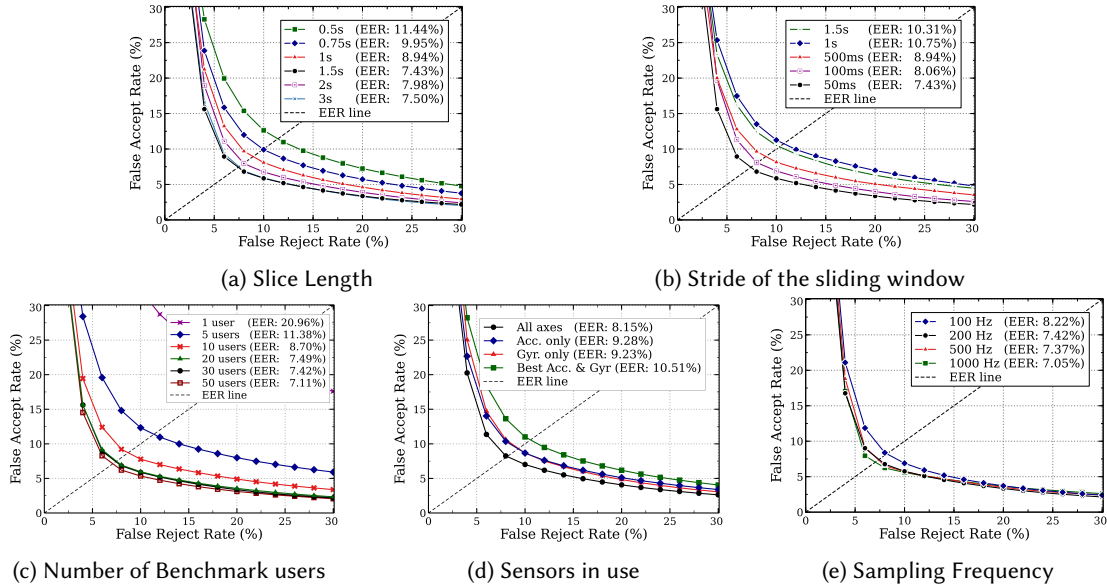 False Accept Rate (%)
30
25
20
15
10
5
0
0 5 10 15 20 25 30
False Reject Rate (%)
0.5s (EER: 11.44%)
0.75s (EER: 9.95%)
1s (EER: 8.94%)
1.5s (EER: 7.43%)
2s (EER: 7.98%)
3s (EER: 7.50%)
EER line
(a) Slice Length
False Accept Rate (%)
30
25
20
15
10
5
0
0 5 10 15 20 25 30
False Reject Rate (%)
1.5s (EER: 10.31%)
1s (EER: 10.75%)
500ms (EER: 8.94%)
100ms (EER: 8.06%)
50ms (EER: 7.43%)
EER line
(b) Stride of the sliding window
False Accept Rate (%)
30
25
20
15
10
5
0
0 5 10 15 20 25 30
False Reject Rate (%)
1 user (EER: 20.96%)
5 users (EER: 11.38%)
10 users (EER: 8.70%)
20 users (EER: 7.49%)
30 users (EER: 7.42%)
50 users (EER: 7.11%)
EER line
(c) Number of Benchmark users
False Accept Rate (%)
30
25
20
15
10
5
0
0 5 10 15 20 25 30
False Reject Rate (%)
All axes (EER: 8.15%)
Acc. only (EER: 9.28%)
Gyr. only (EER: 9.23%)
Best Acc. & Gyr (EER: 10.51%)
EER line
(d) Sensors in use
False Accept Rate (%)
30
25
20
15
10
5
0
0 5 10 15 20 25 30
False Reject Rate (%)
100 Hz (EER: 8.22%)
200 Hz (EER: 7.42%)
500 Hz (EER: 7.37%)
1000 Hz (EER: 7.05%)
EER line
(e) Sampling Frequency